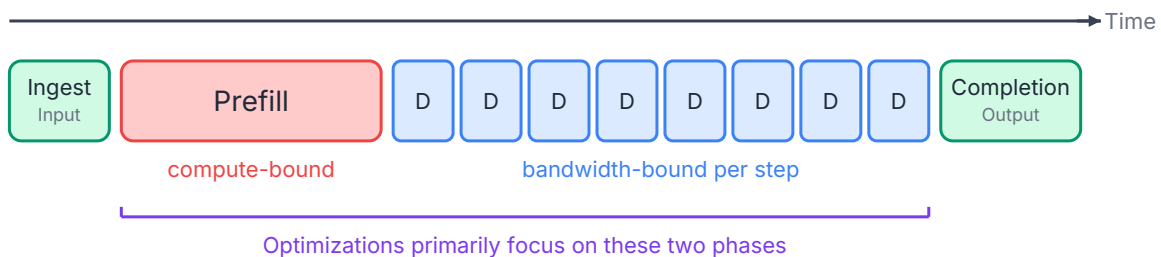 Time
Ingest
Input
Prefill
D D D D D D D D
Completion
Output
compute-bound
bandwidth-bound per step
Optimizations primarily focus on these two phases